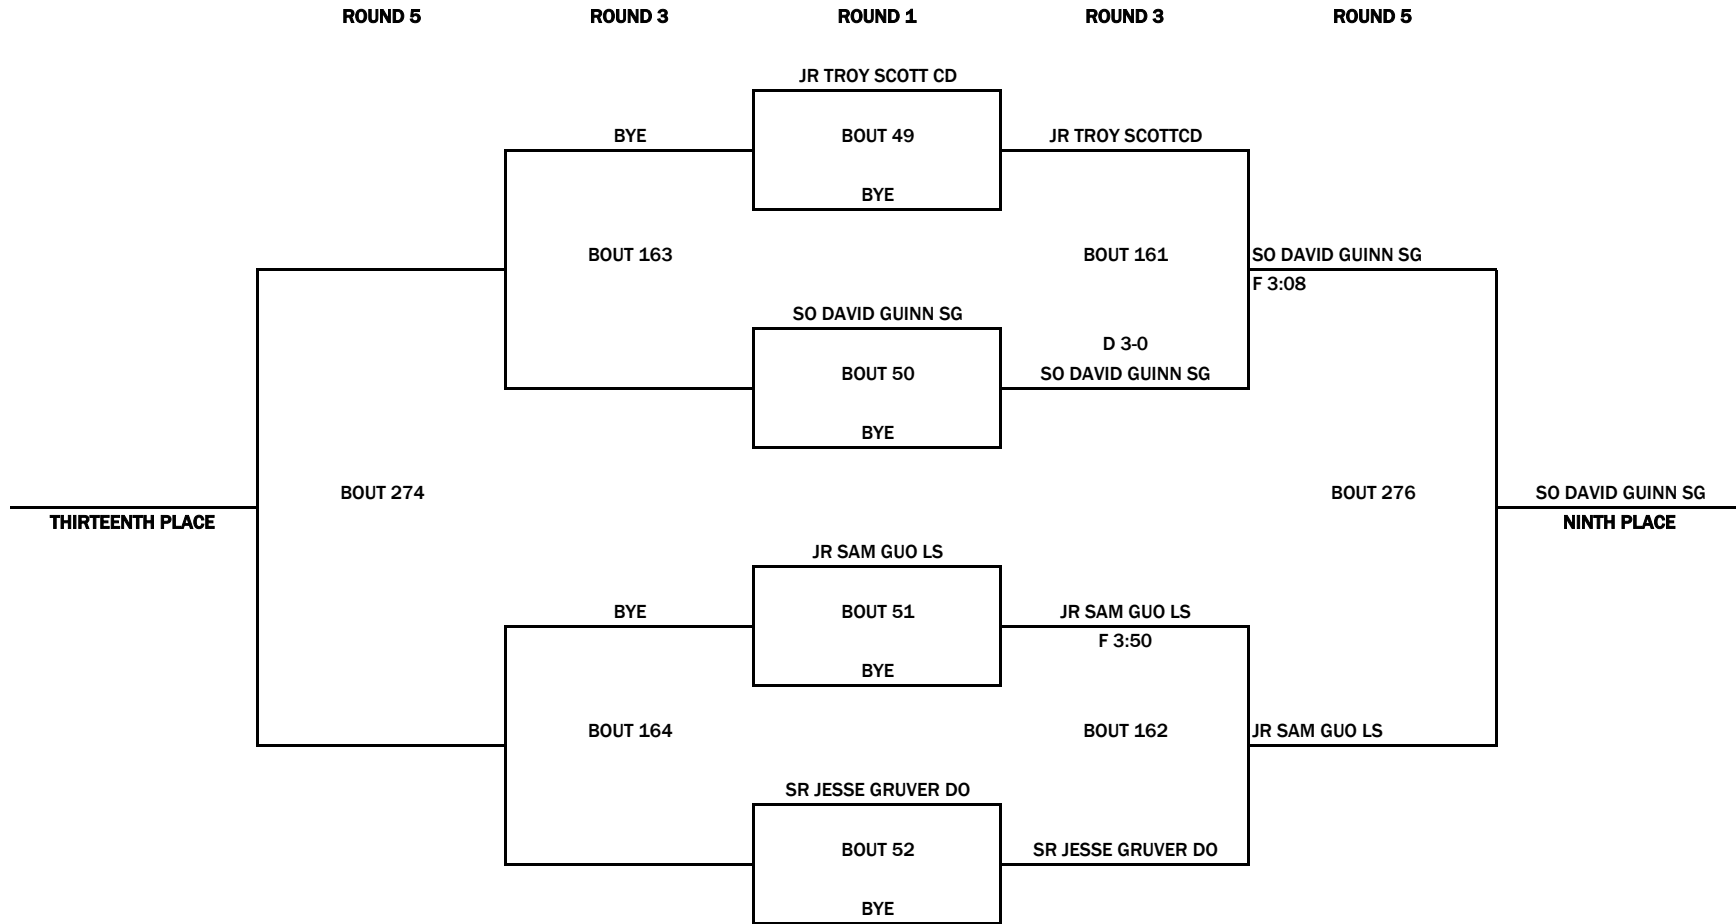 ROUND 5 ROUND 3 ROUND 1 ROUND 3 ROUND 5
JR TROY SCOTT CD
BYE BOUT 49 JR TROY SCOTTCD
BYE
BOUT 163 BOUT 161 SO DAVID GUINN SG
F 3:08
SO DAVID GUINN SG
D 3-0
BOUT 50 SO DAVID GUINN SG
BYE
BOUT 274 BOUT 276 SO DAVID GUINN SG
THIRTEENTH PLACE NINTH PLACE
JR SAM GUO LS
BYE BOUT 51 JR SAM GUO LS
F 3:50
BYE
BOUT 164 BOUT 162 JR SAM GUO LS
SR JESSE GRUVER DO
BOUT 52 SR JESSE GRUVER DO
BYE